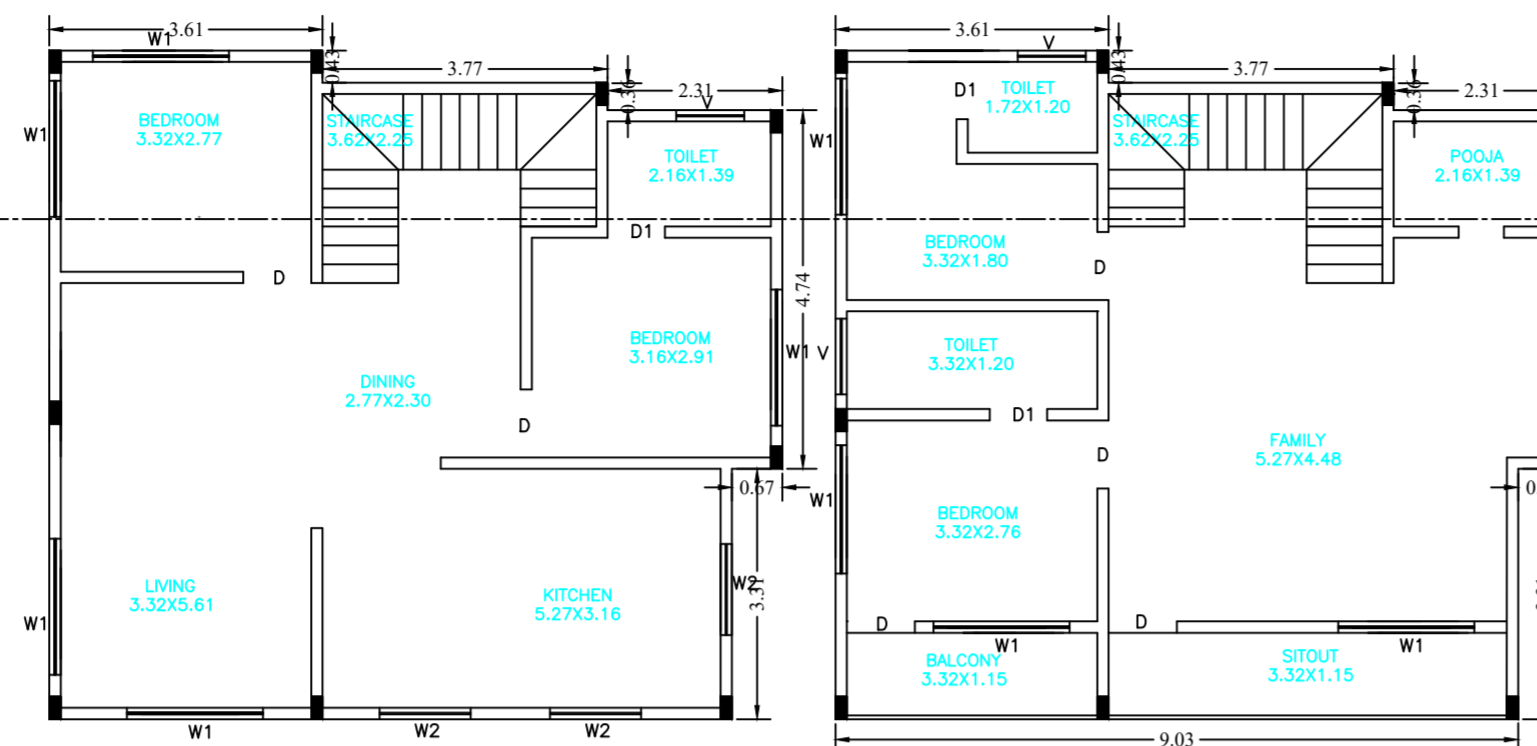 3.61
W1
0.43
3.77
0.36
2.31
V
BEDROOM
3.32X2.77
STAIRCASE
3.62X2.25
TOILET
2.16X1.39
W1
D1
D
4.74
BEDROOM
3.16X2.91
W1
DINING
2.77X2.30
D
0.67
LIVING
3.32X5.61
KITCHEN
5.27X3.16
W2
3.31
W1
W1
W2
W2
3.61
V
0.43
3.77
0.36
2.31
D1
TOILET
1.72X1.20
STAIRCASE
3.62X2.25
POOJA
2.16X1.39
W1
BEDROOM
3.32X1.80
D
V
TOILET
3.32X1.20
D1
D
FAMILY
5.27X4.48
W1
BEDROOM
3.32X2.76
D
W1
D
W1
BALCONY
3.32X1.15
SITOUT
3.32X1.15
9.03